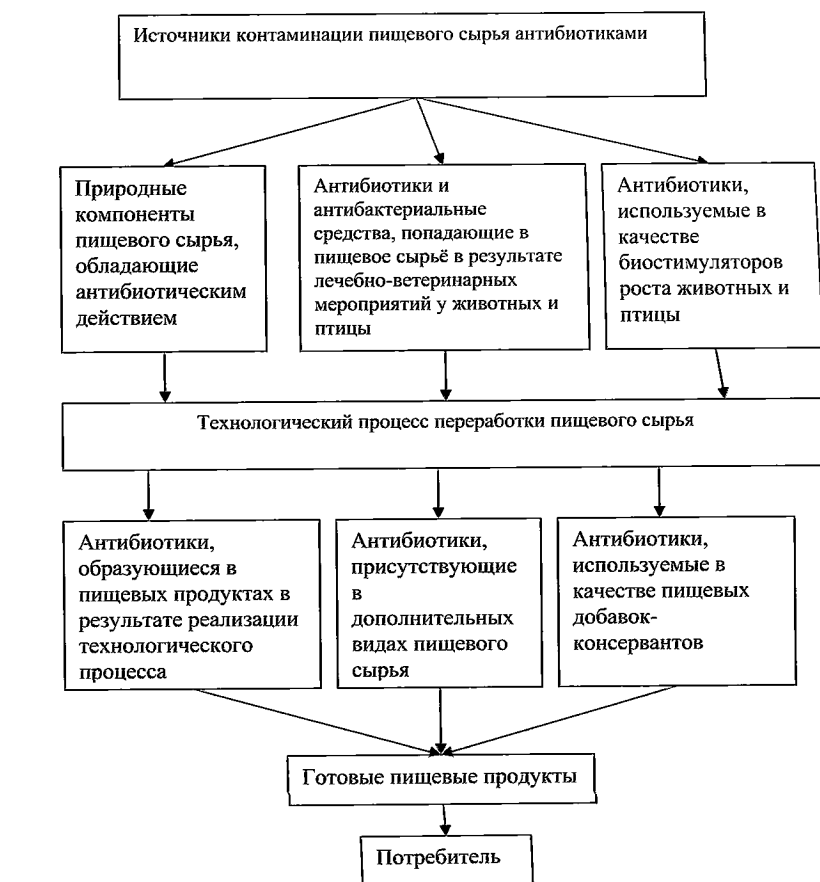 Источники контаминации пищевого сырья антибиотиками
Природные
компоненты
пищевого сырья,
обладающие
антибиотическим
действием
Антибиотики и
антибактериальные
средства, попадающие в
пищевое сырьё в результате
лечебно-ветеринарных
мероприятий у животных и
птицы
Антибиотики,
используемые в
качестве
биостимуляторов
роста животных и
птицы
Технологический процесс переработки пищевого сырья
Антибиотики,
образующиеся в
пищевых продуктах в
результате реализации
технологического
процесса
Антибиотики,
присутствующие
в
дополнительных
видах пищевого
сырья
Антибиотики,
используемые в
качестве пищевых
добавок-
консервантов
Готовые пищевые продукты
Потребитель